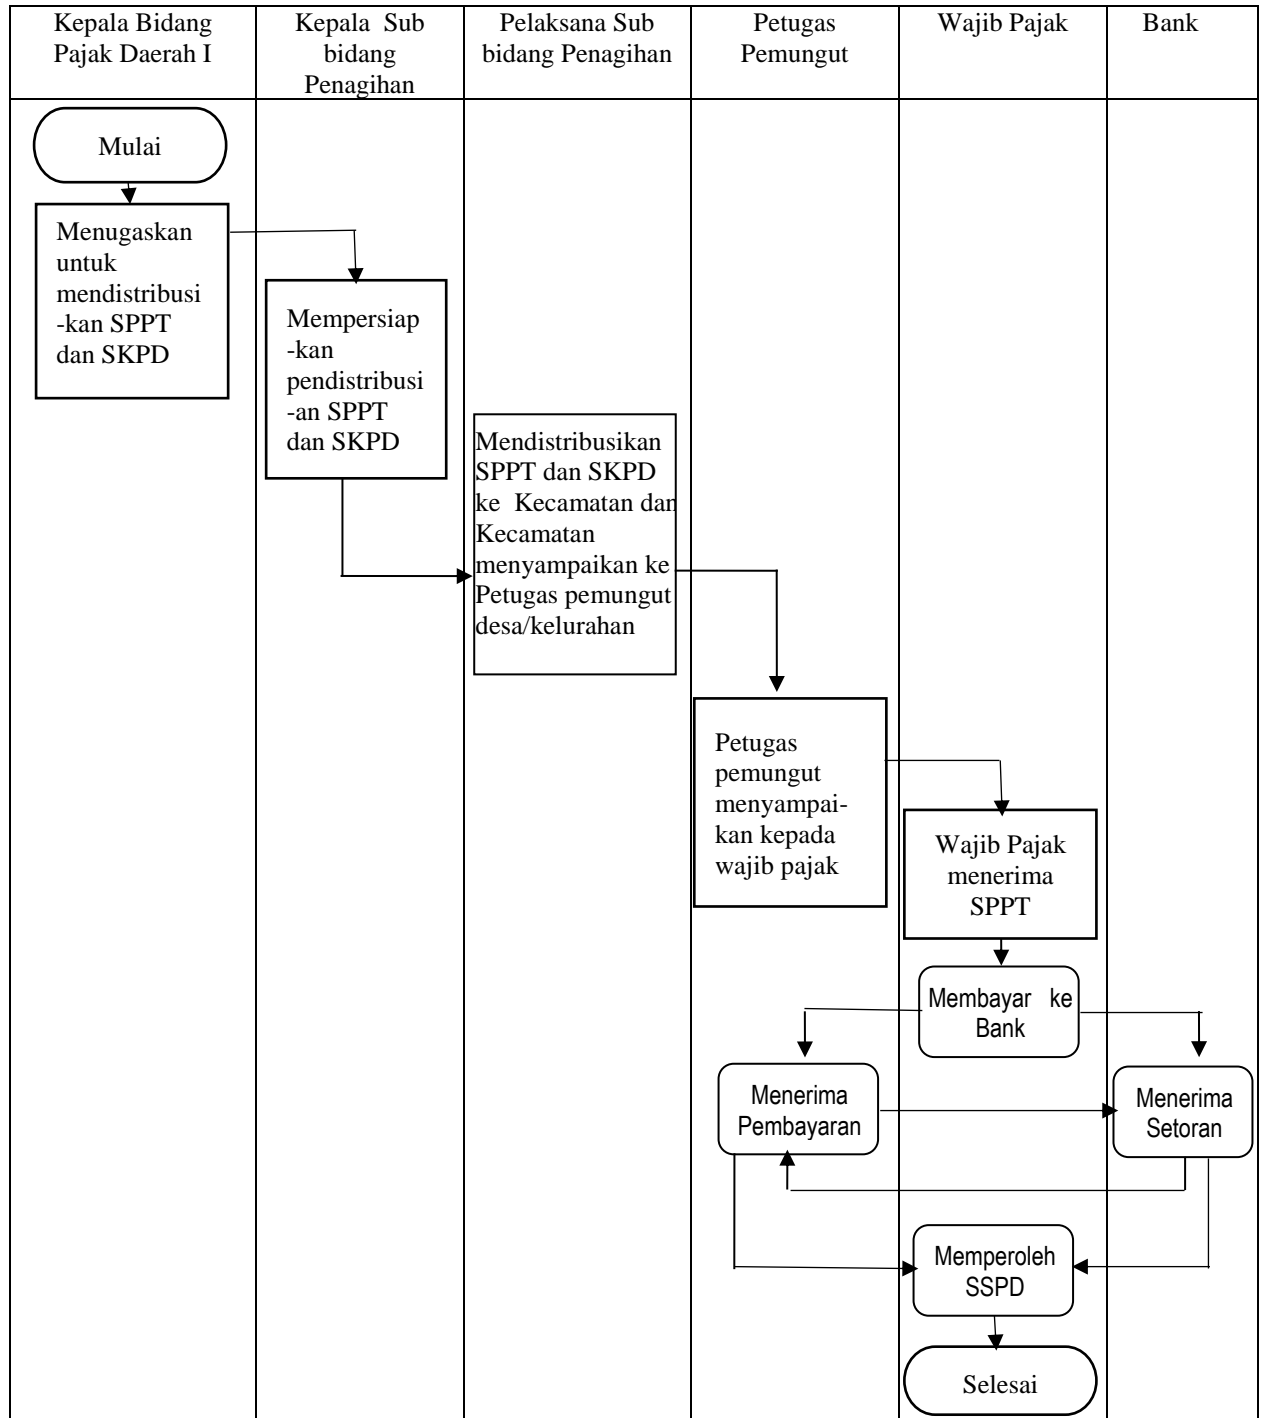 Kepala Bidang
Pajak Daerah I
Kepala Sub
bidang
Penagihan
Pelaksana Sub
bidang Penagihan
Petugas
Pemungut
Wajib Pajak
Bank
Mulai
Menugaskan
untuk
mendistribusi
-kan SPPT
dan SKPD
Mempersiap
-kan
pendistribusi
-an SPPT
dan SKPD
Mendistribusikan
SPPT dan SKPD
ke Kecamatan dan
Kecamatan
menyampaikan ke
Petugas pemungut
desa/kelurahan
Petugas
pemungut
menyampai-
kan kepada
wajib pajak
Wajib Pajak
menerima
SPPT
Membayar ke
Bank
Menerima
Pembayaran
Menerima
Setoran
Memperoleh
SSPD
Selesai